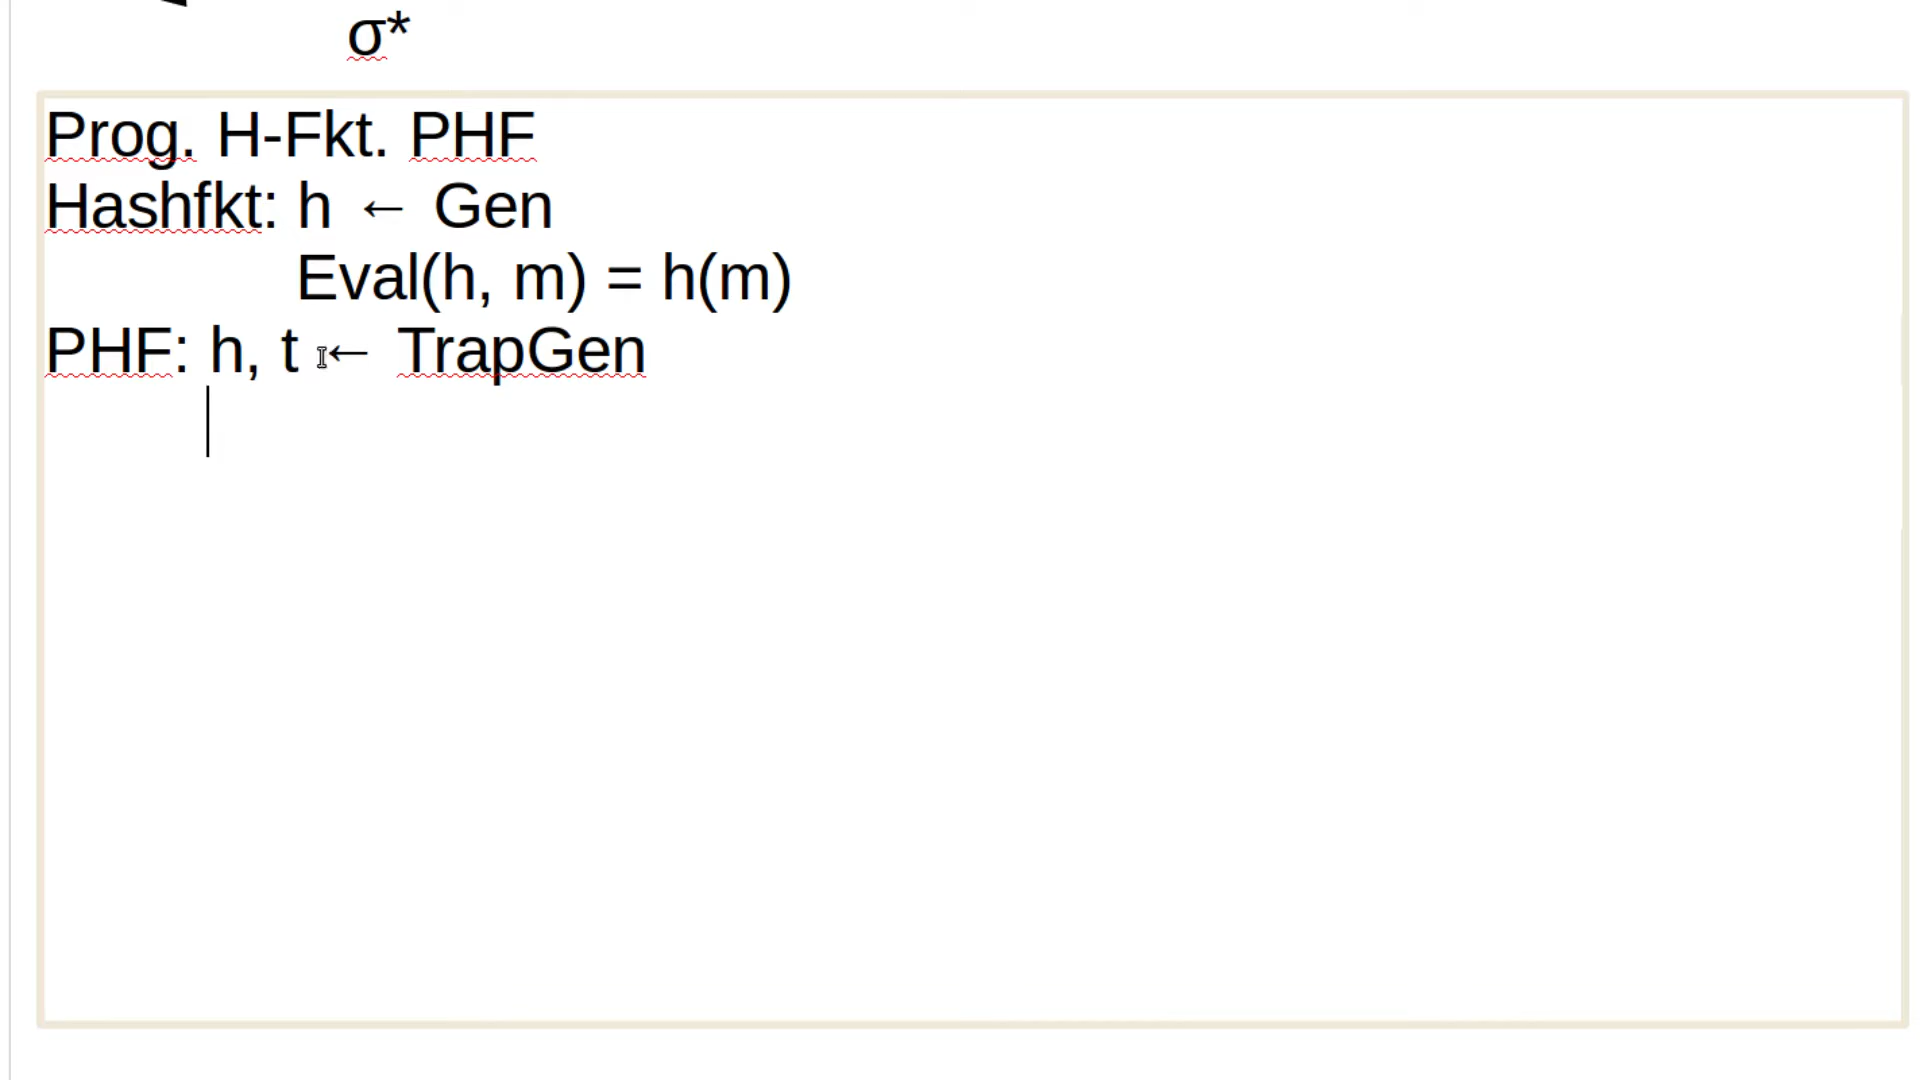 σ*
Prog. H-Fkt. PHF
Hashfkt: h ← Gen
Eval(h, m) = h(m)
PHF: h, t ← TrapGen